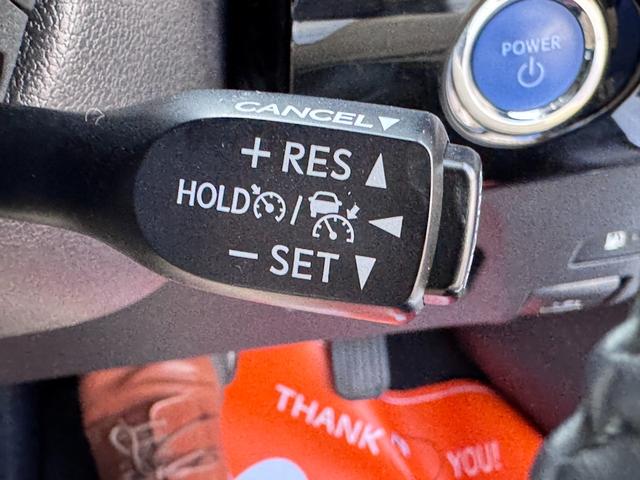 POWER
CANCEL▼
+ RES ▲
HOLD / ◀
− SET ▼
THANK
YOU!